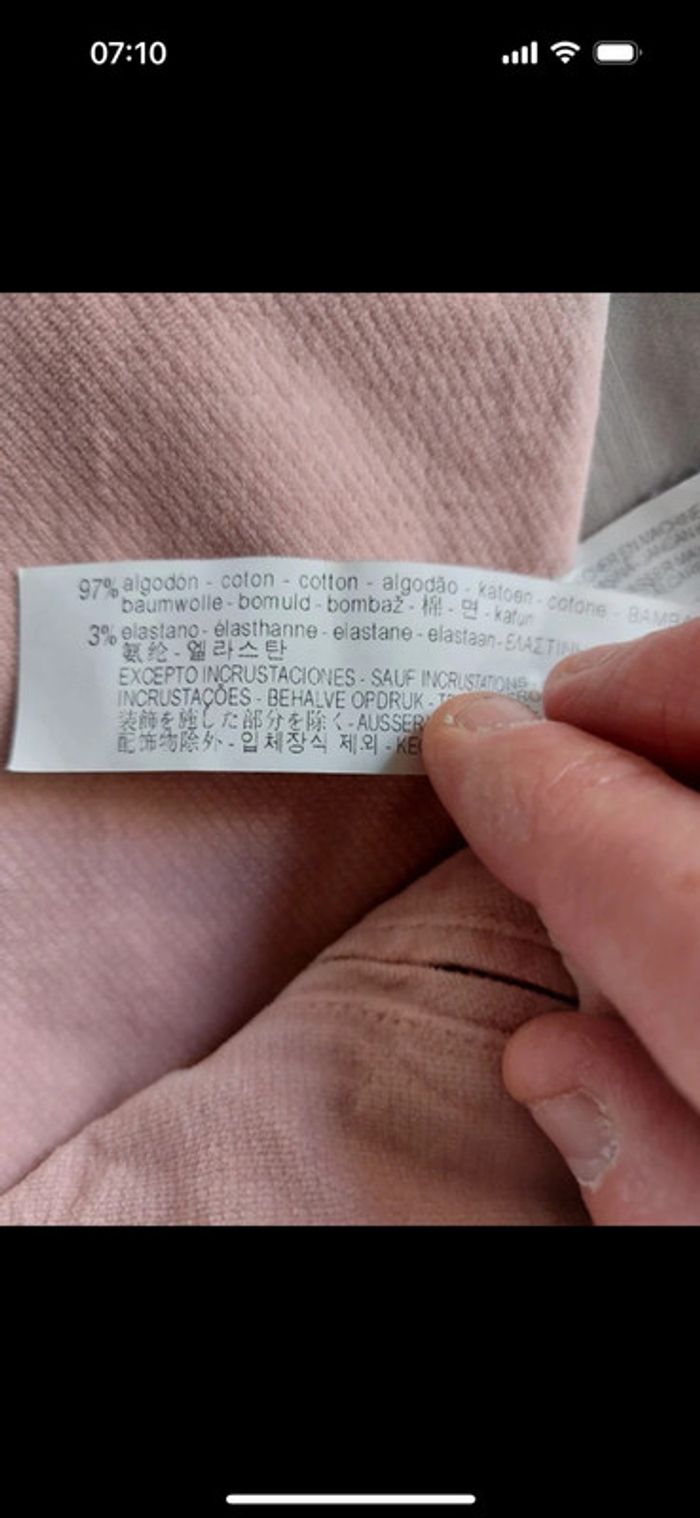 07:10
97% algodón - coton - cotton - algodão - katoen - cotone -
baumwolle - bomuld - bombaž - 棉 - 면 - katun
3% elastano - élasthanne - elastane - elastaan -
氨纶 - 엘라스탄
EXCEPTO INCRUSTACIONES - SAUF INCRUSTATIONS
INCRUSTAÇÕES - BEHALVE OPDRUK -
装飾を施した部分を除く -
配饰物除外 - 입체장식 제외 -